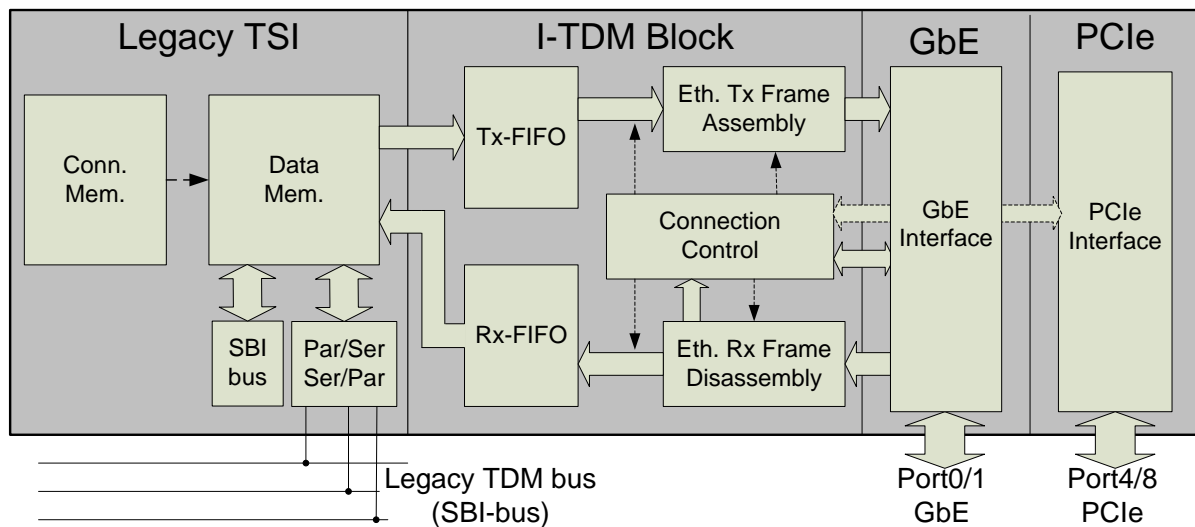 Legacy TSI
I-TDM Block
GbE
PCIe
Conn.
Mem.
Data
Mem.
Tx-FIFO
Eth. Tx Frame
Assembly
Connection
Control
GbE
Interface
PCIe
Interface
SBI
bus
Par/Ser
Ser/Par
Rx-FIFO
Eth. Rx Frame
Disassembly
Legacy TDM bus
(SBI-bus)
Port0/1
GbE
Port4/8
PCIe